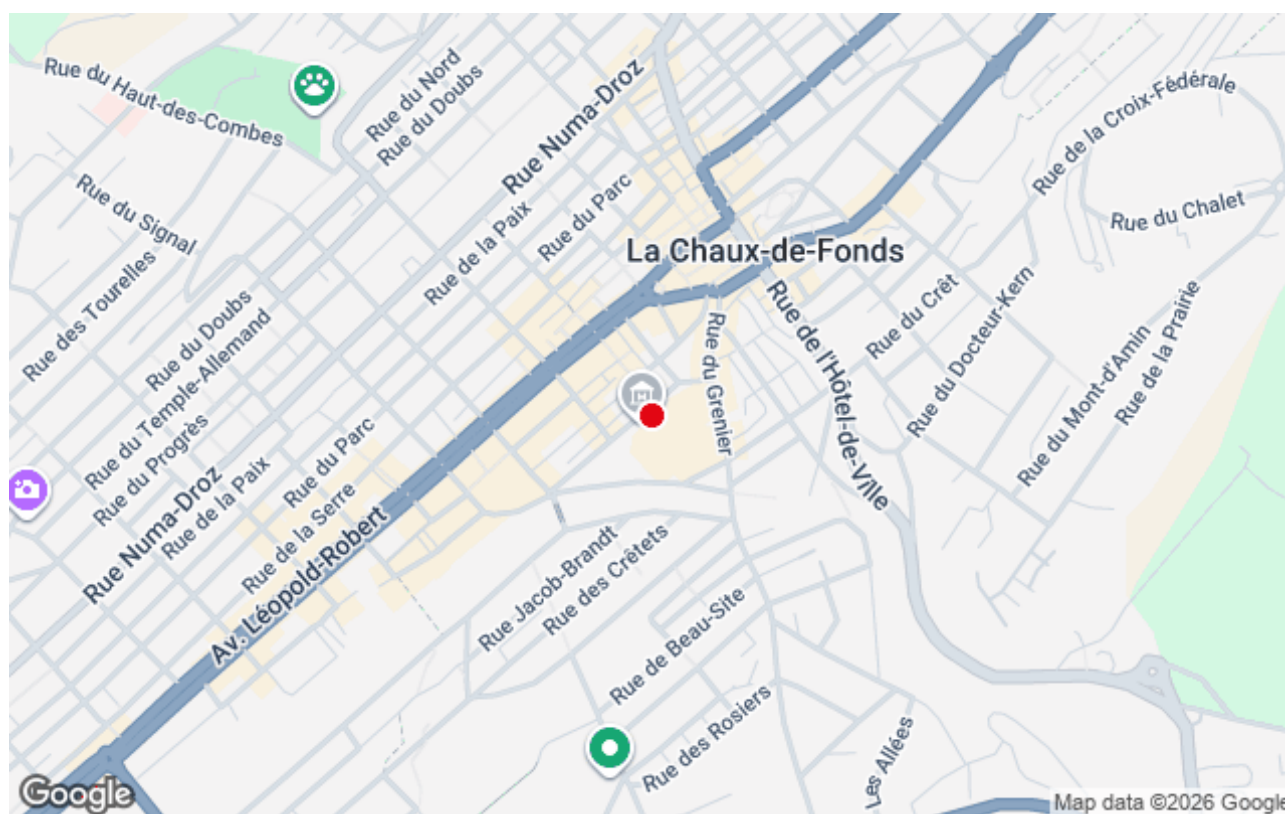 Rue du Haut-des-Combes
Rue du Nord
Rue du Doubs
Rue Numa-Droz
Rue de la Croix-Fédérale
Rue du Signal
Rue du Parc
Rue de la Paix
Rue du Chalet
La Chaux-de-Fonds
Rue des Tourelles
Rue du Doubs
Rue du Temple-Allemand
Rue du Progrès
Rue du Crêt
Rue de l'Hôtel-de-Ville
Rue du Grenier
Rue du Docteur-Kern
Rue du Mont-d'Amin
Rue de la Prairie
Rue du Parc
Rue de la Paix
Rue de la Serre
Rue Numa-Droz
Av. Léopold-Robert
Rue Jacob-Brandt
Rue des Crêtets
Rue de Beau-Site
Rue des Rosiers
Les Allées
Google
Map data ©2026 Google